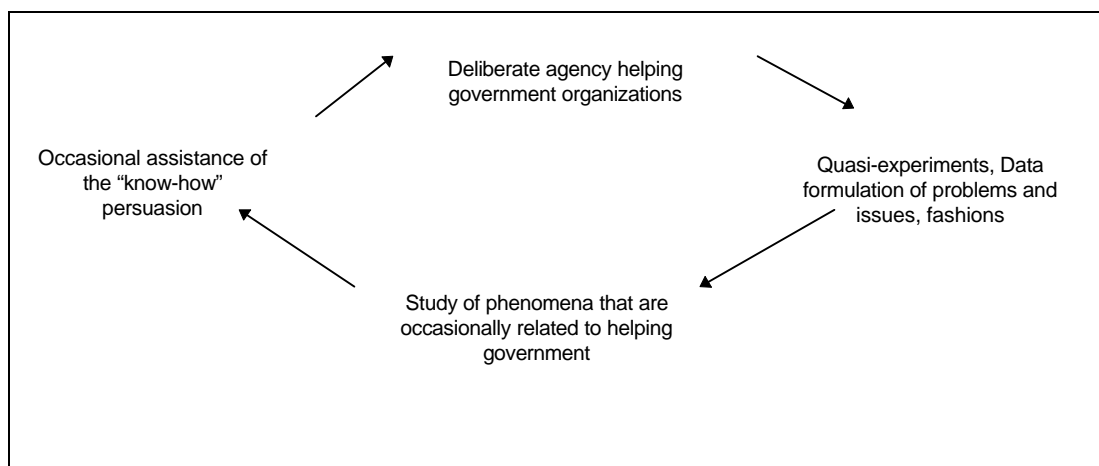 Deliberate agency helping
government organizations
Occasional assistance of
the “know-how”
persuasion
Quasi-experiments, Data
formulation of problems and
issues, fashions
Study of phenomena that are
occasionally related to helping
government